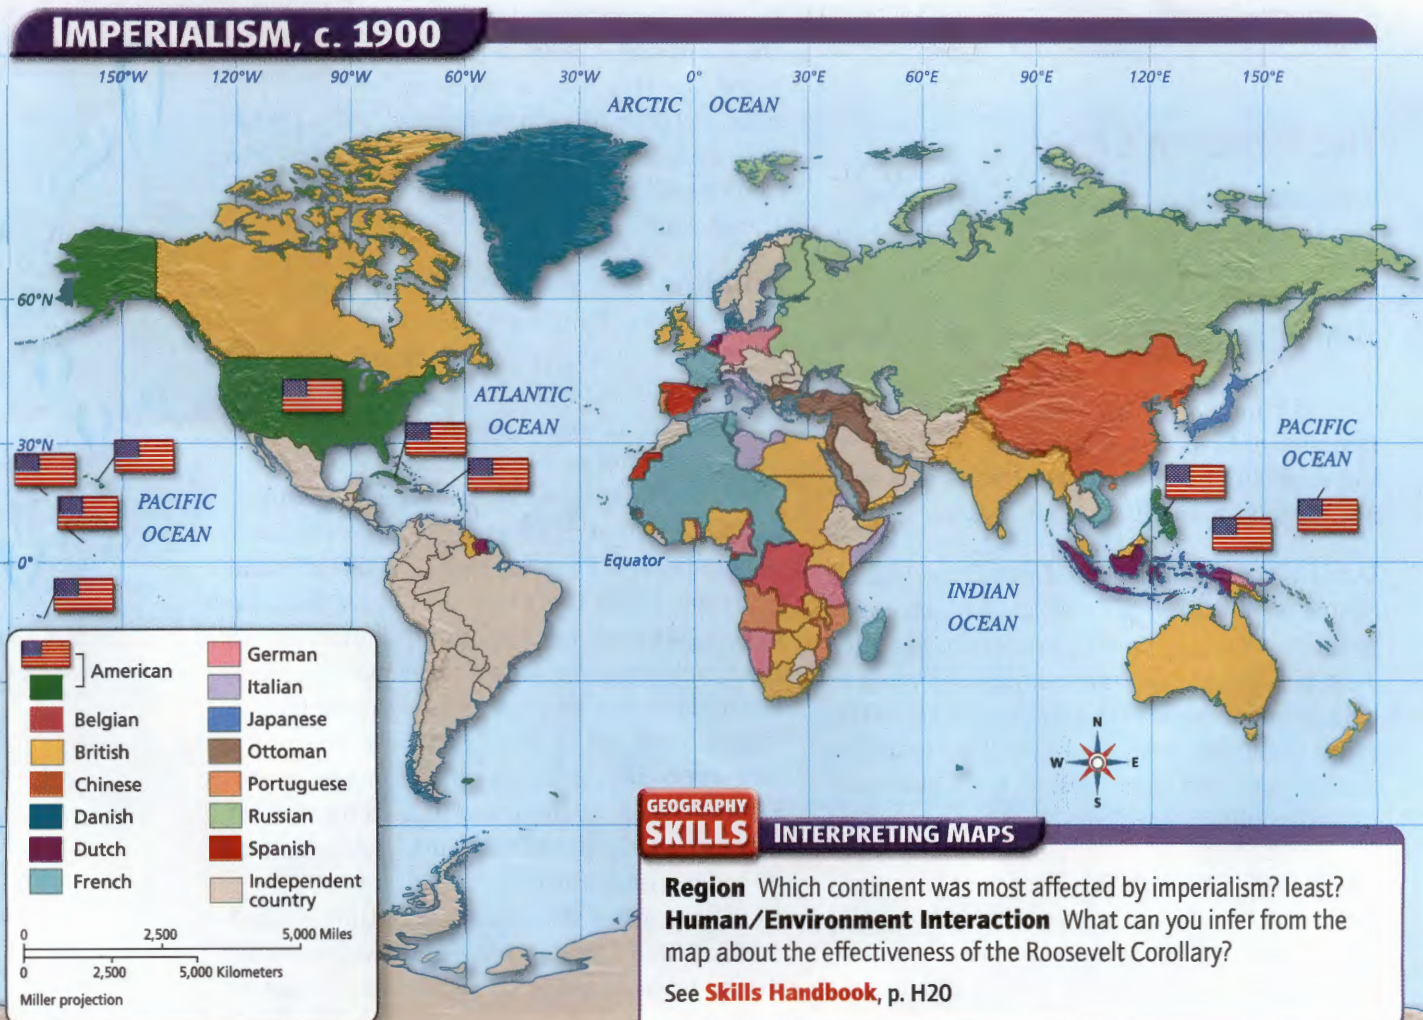 IMPERIALISM, c. 1900
150°W 120°W 90°W 60°W 30°W 0° 30°E 60°E 90°E 120°E 150°E
ARCTIC OCEAN
60°N
ATLANTIC
OCEAN
30°N
PACIFIC
OCEAN
PACIFIC
OCEAN
0°
Equator
INDIAN
OCEAN
American
Belgian
British
Chinese
Danish
Dutch
French
German
Italian
Japanese
Ottoman
Portuguese
Russian
Spanish
Independent
country
0 2,500 5,000 Miles
0 2,500 5,000 Kilometers
Miller projection
N
W E
S
GEOGRAPHY
SKILLS
INTERPRETING MAPS
Region Which continent was most affected by imperialism? least?
Human/Environment Interaction What can you infer from the
map about the effectiveness of the Roosevelt Corollary?
See Skills Handbook, p. H20